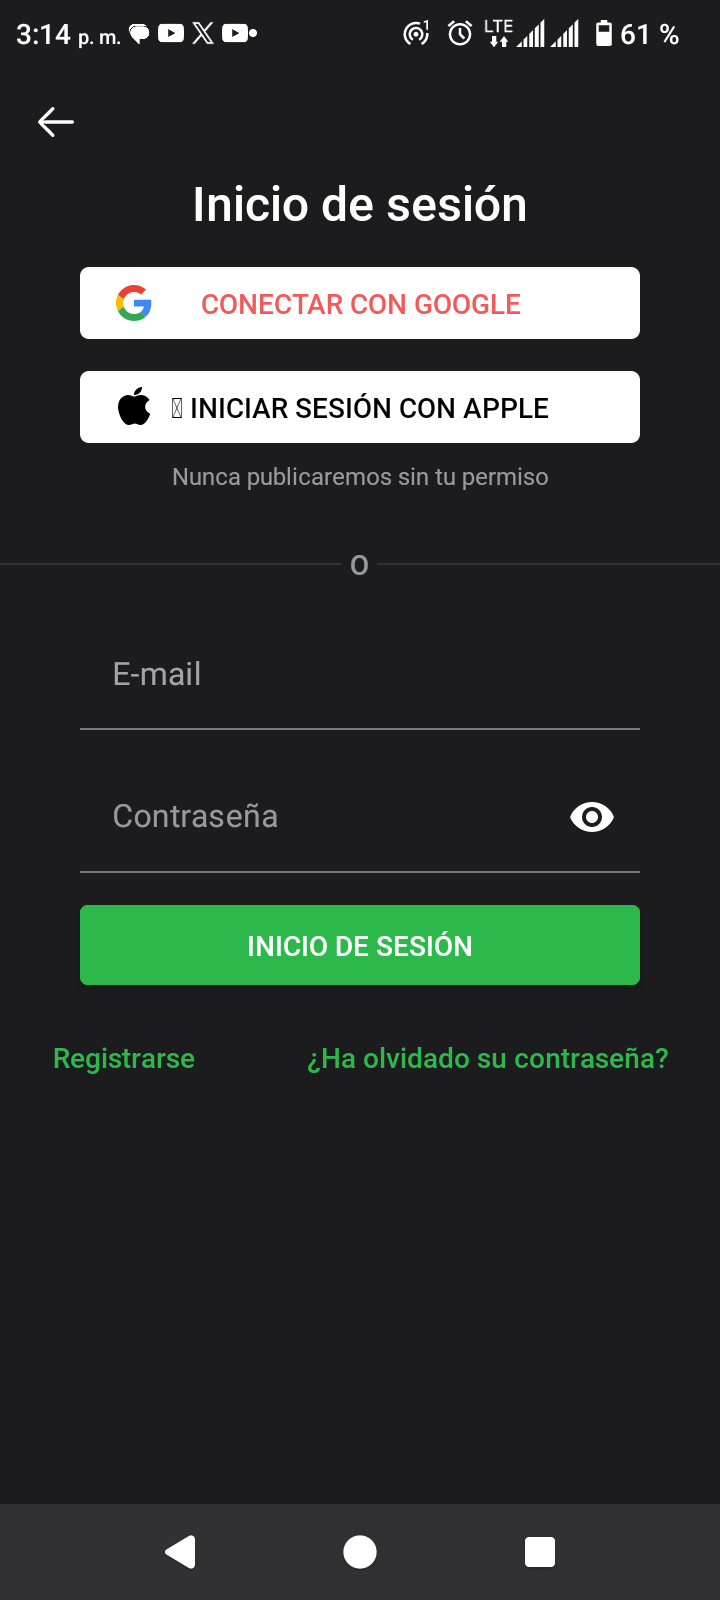 3:14 p. m.
1 LTE 61 %
Inicio de sesión
CONECTAR CON GOOGLE
INICIAR SESIÓN CON APPLE
Nunca publicaremos sin tu permiso
O
E-mail
Contraseña
INICIO DE SESIÓN
Registrarse ¿Ha olvidado su contraseña?